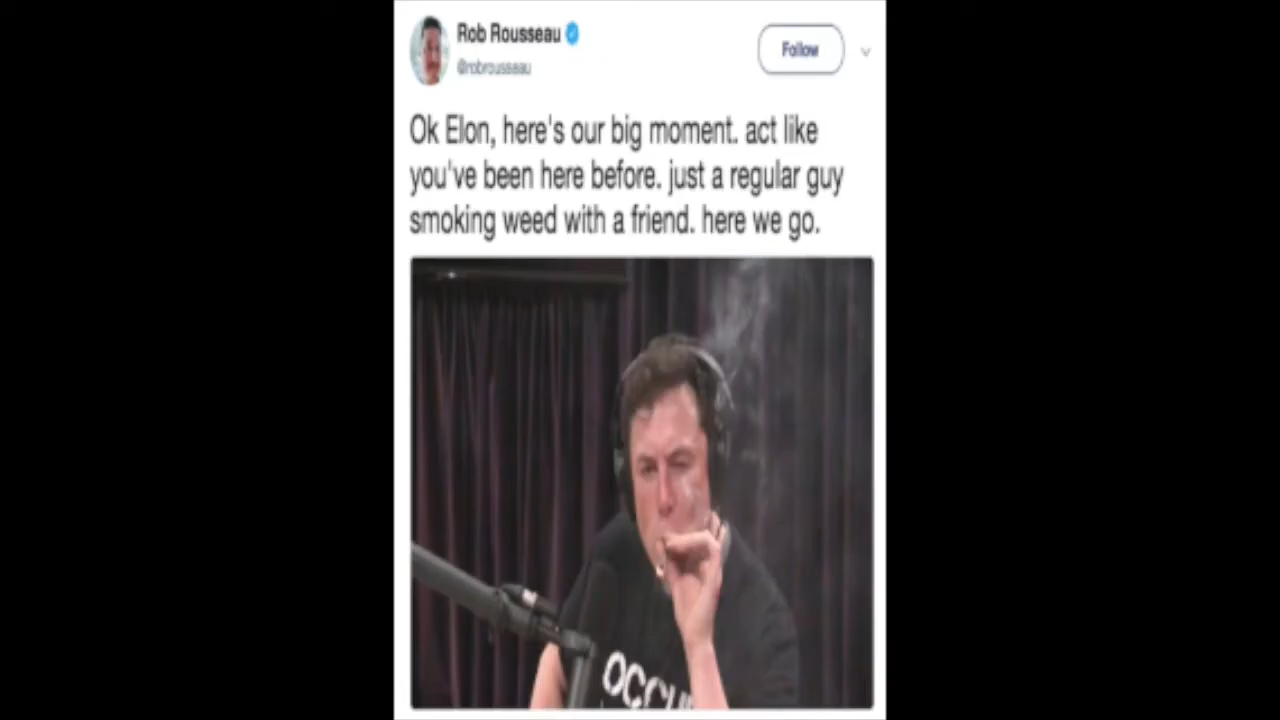 Rob Rousseau
@robrousseau
Follow
Ok Elon, here's our big moment. act like
you've been here before. just a regular guy
smoking weed with a friend. here we go.
OCCU